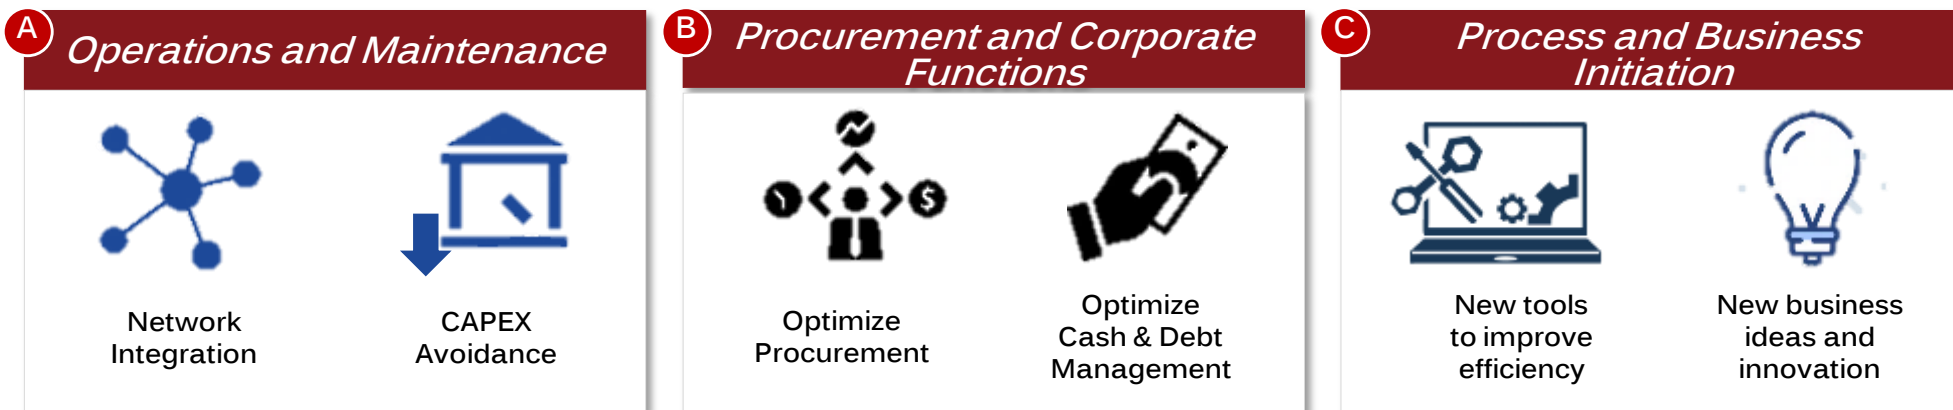 A
Operations and Maintenance
Network
Integration
CAPEX
Avoidance
B
Procurement and Corporate
Functions
$
Optimize
Procurement
Optimize
Cash & Debt
Management
C
Process and Business
Initiation
New tools
to improve
efficiency
New business
ideas and
innovation